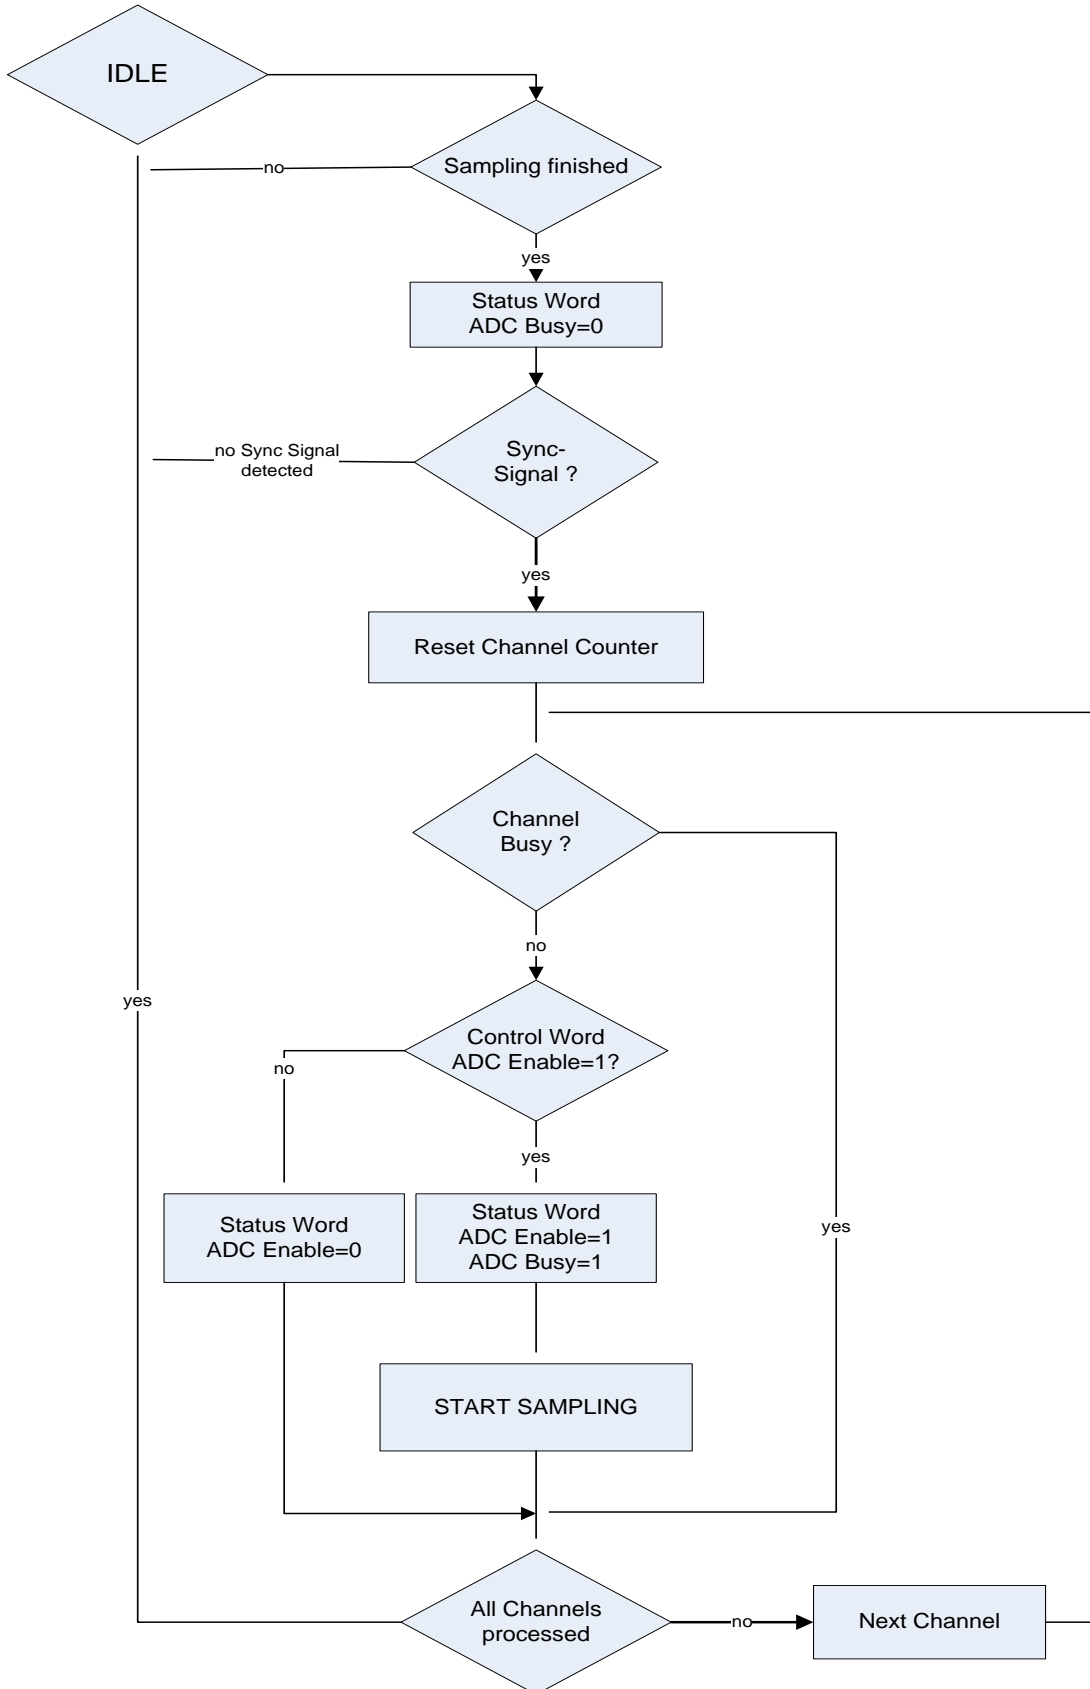 IDLE
Sampling finished
no
yes
Status Word
ADC Busy=0
Sync-
Signal ?
no Sync Signal
detected
yes
Reset Channel Counter
Channel
Busy ?
no
yes
Control Word
ADC Enable=1?
no
yes
Status Word
ADC Enable=0
Status Word
ADC Enable=1
ADC Busy=1
yes
START SAMPLING
All Channels
processed
no
Next Channel